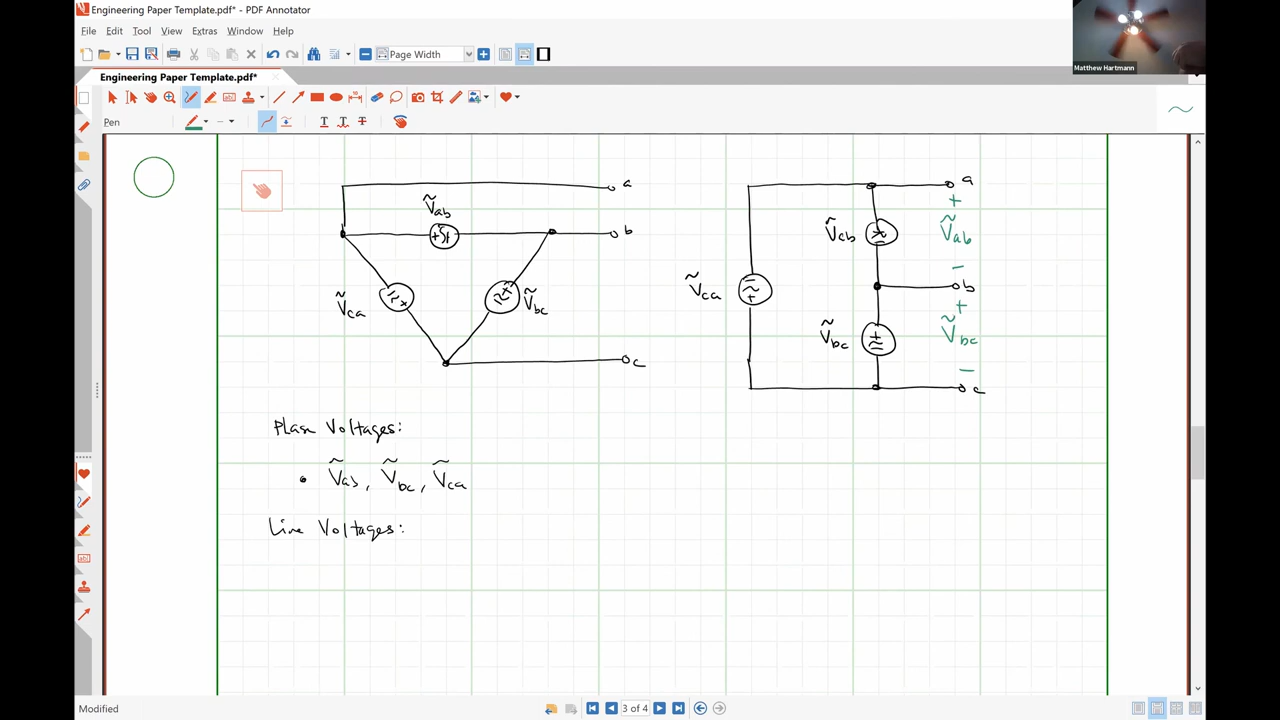 Engineering Paper Template.pdf* - PDF Annotator
File Edit Tool View Extras Window Help
Page Width
Matthew Hartmann
Engineering Paper Template.pdf*
Pen
a
Ṽab
b
Ṽca
Ṽbc
c
a
+
Ṽab
Ṽab
−
b
Ṽca
+
Ṽbc
Ṽbc
−
c
Phase Voltages:
• Ṽab, Ṽbc, Ṽca
Line Voltages:
Modified
3 of 4